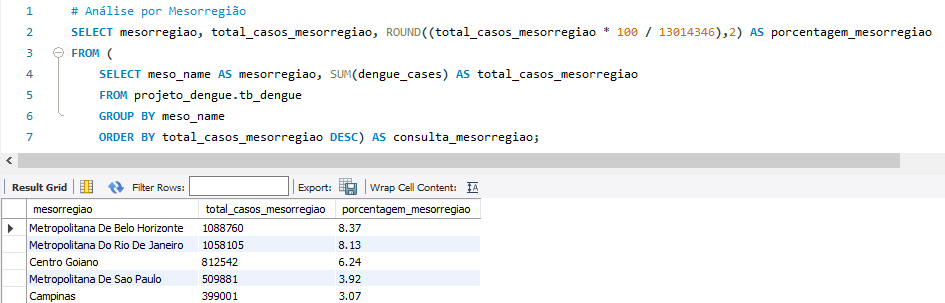 1 # Análise por Mesorregião
2 SELECT mesorregiao, total_casos_mesorregiao, ROUND((total_casos_mesorregiao * 100 / 13014346),2) AS porcentagem_mesorregiao
3 FROM (
4 SELECT meso_name AS mesorregiao, SUM(dengue_cases) AS total_casos_mesorregiao
5 FROM projeto_dengue.tb_dengue
6 GROUP BY meso_name
7 ORDER BY total_casos_mesorregiao DESC) AS consulta_mesorregiao;
Result Grid Filter Rows: Export: Wrap Cell Content:
mesorregiao total_casos_mesorregiao porcentagem_mesorregiao
Metropolitana De Belo Horizonte 1088760 8.37
Metropolitana Do Rio De Janeiro 1058105 8.13
Centro Goiano 812542 6.24
Metropolitana De Sao Paulo 509881 3.92
Campinas 399001 3.07